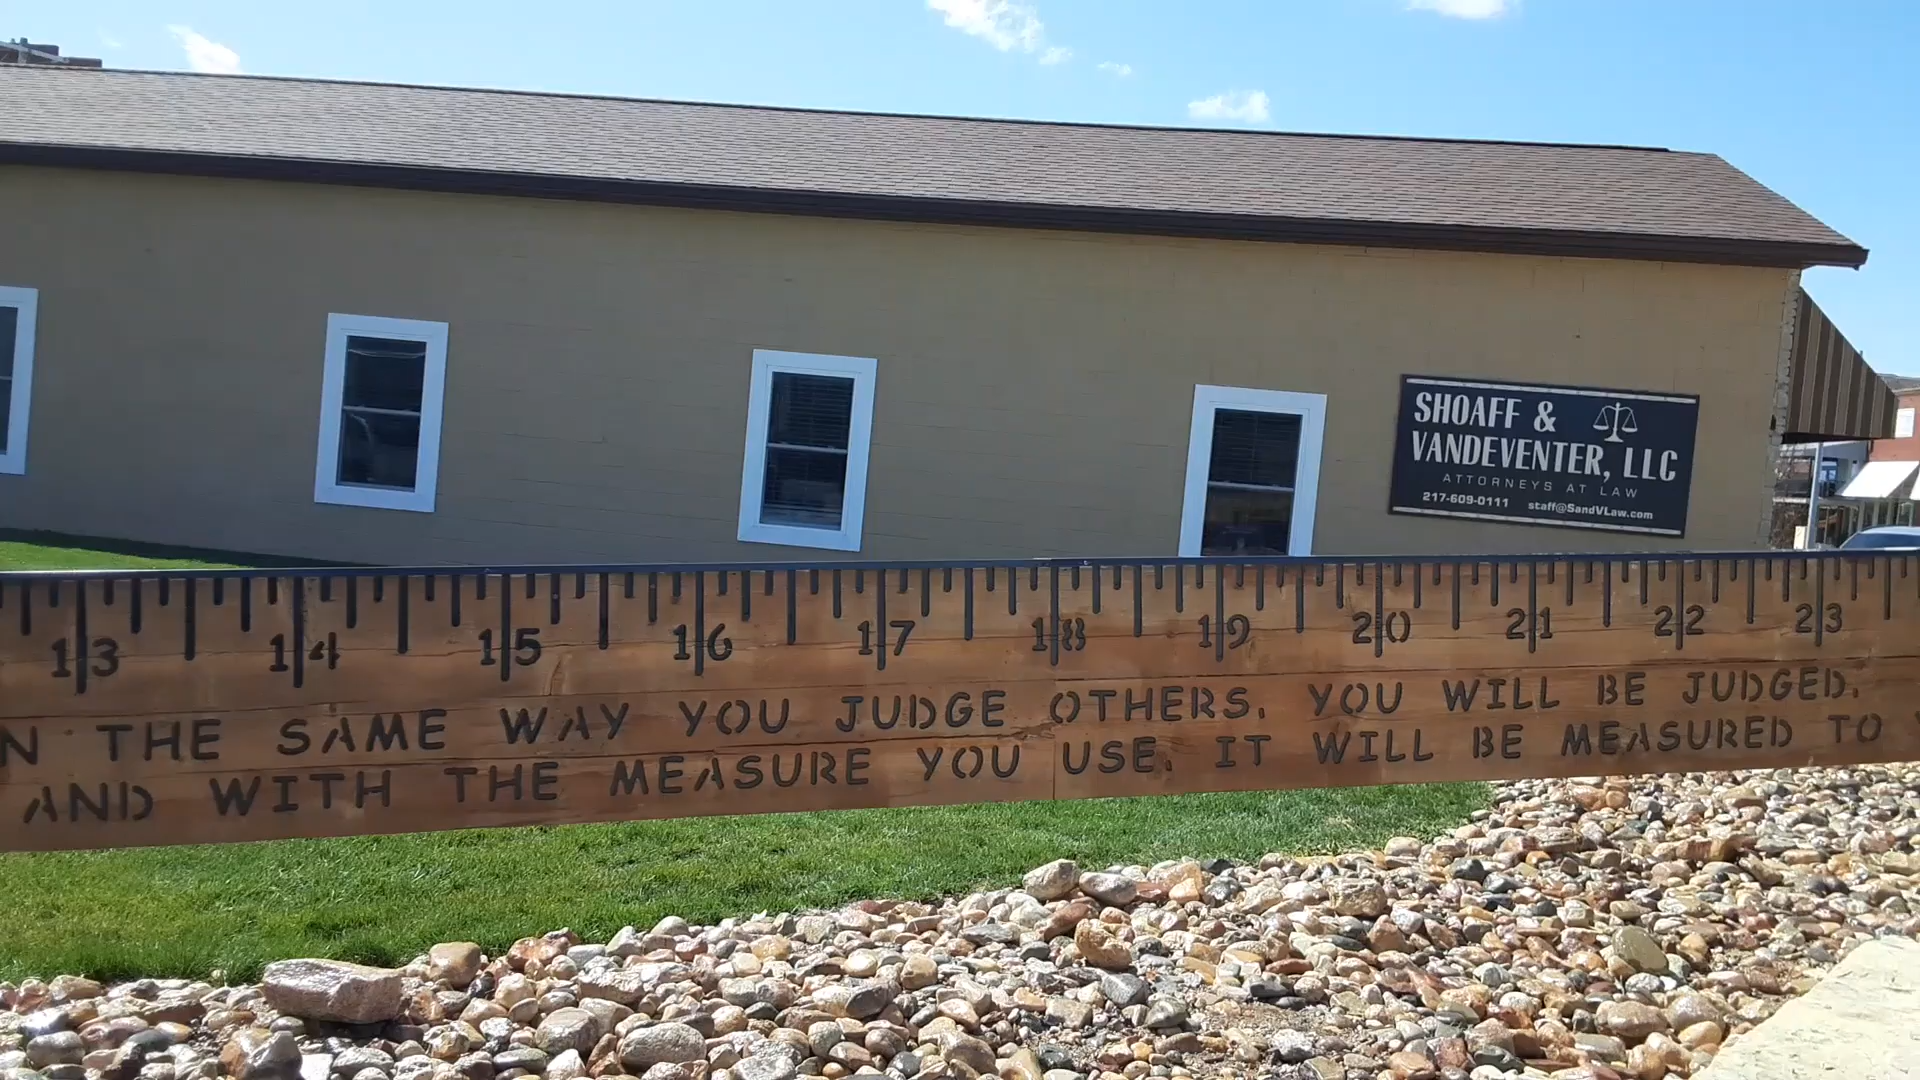 SHOAFF &
VANDEVENTER, LLC
ATTORNEYS AT LAW
217-609-0111 staff@SandVLaw.com
13 14 15 16 17 18 19 20 21 22 23
N THE SAME WAY YOU JUDGE OTHERS, YOU WILL BE JUDGED,
AND WITH THE MEASURE YOU USE, IT WILL BE MEASURED TO